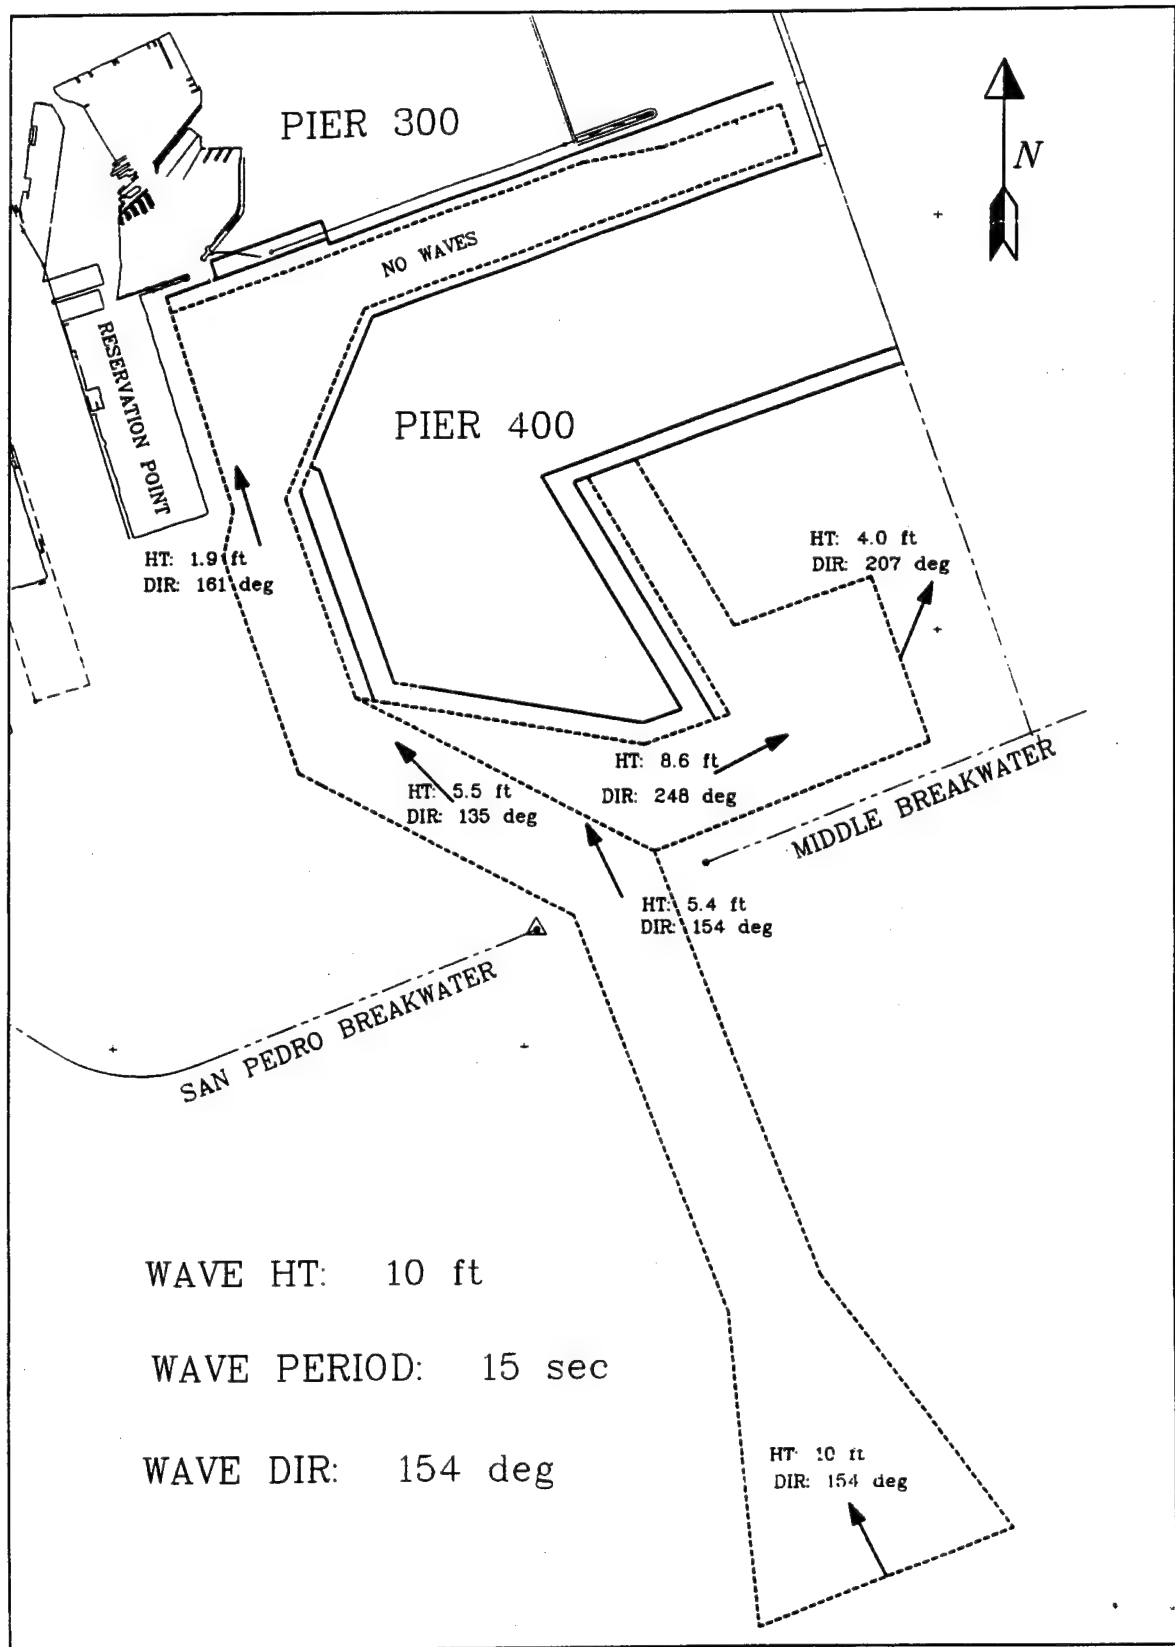 PIER 300
N
NO WAVES
RESERVATION POINT
PIER 400
HT: 1.9 ft
DIR: 161 deg
HT: 4.0 ft
DIR: 207 deg
HT: 8.6 ft
DIR: 248 deg
HT: 5.5 ft
DIR: 135 deg
MIDDLE BREAKWATER
HT: 5.4 ft
DIR: 154 deg
SAN PEDRO BREAKWATER
WAVE HT: 10 ft
WAVE PERIOD: 15 sec
WAVE DIR: 154 deg
HT: 10 ft
DIR: 154 deg